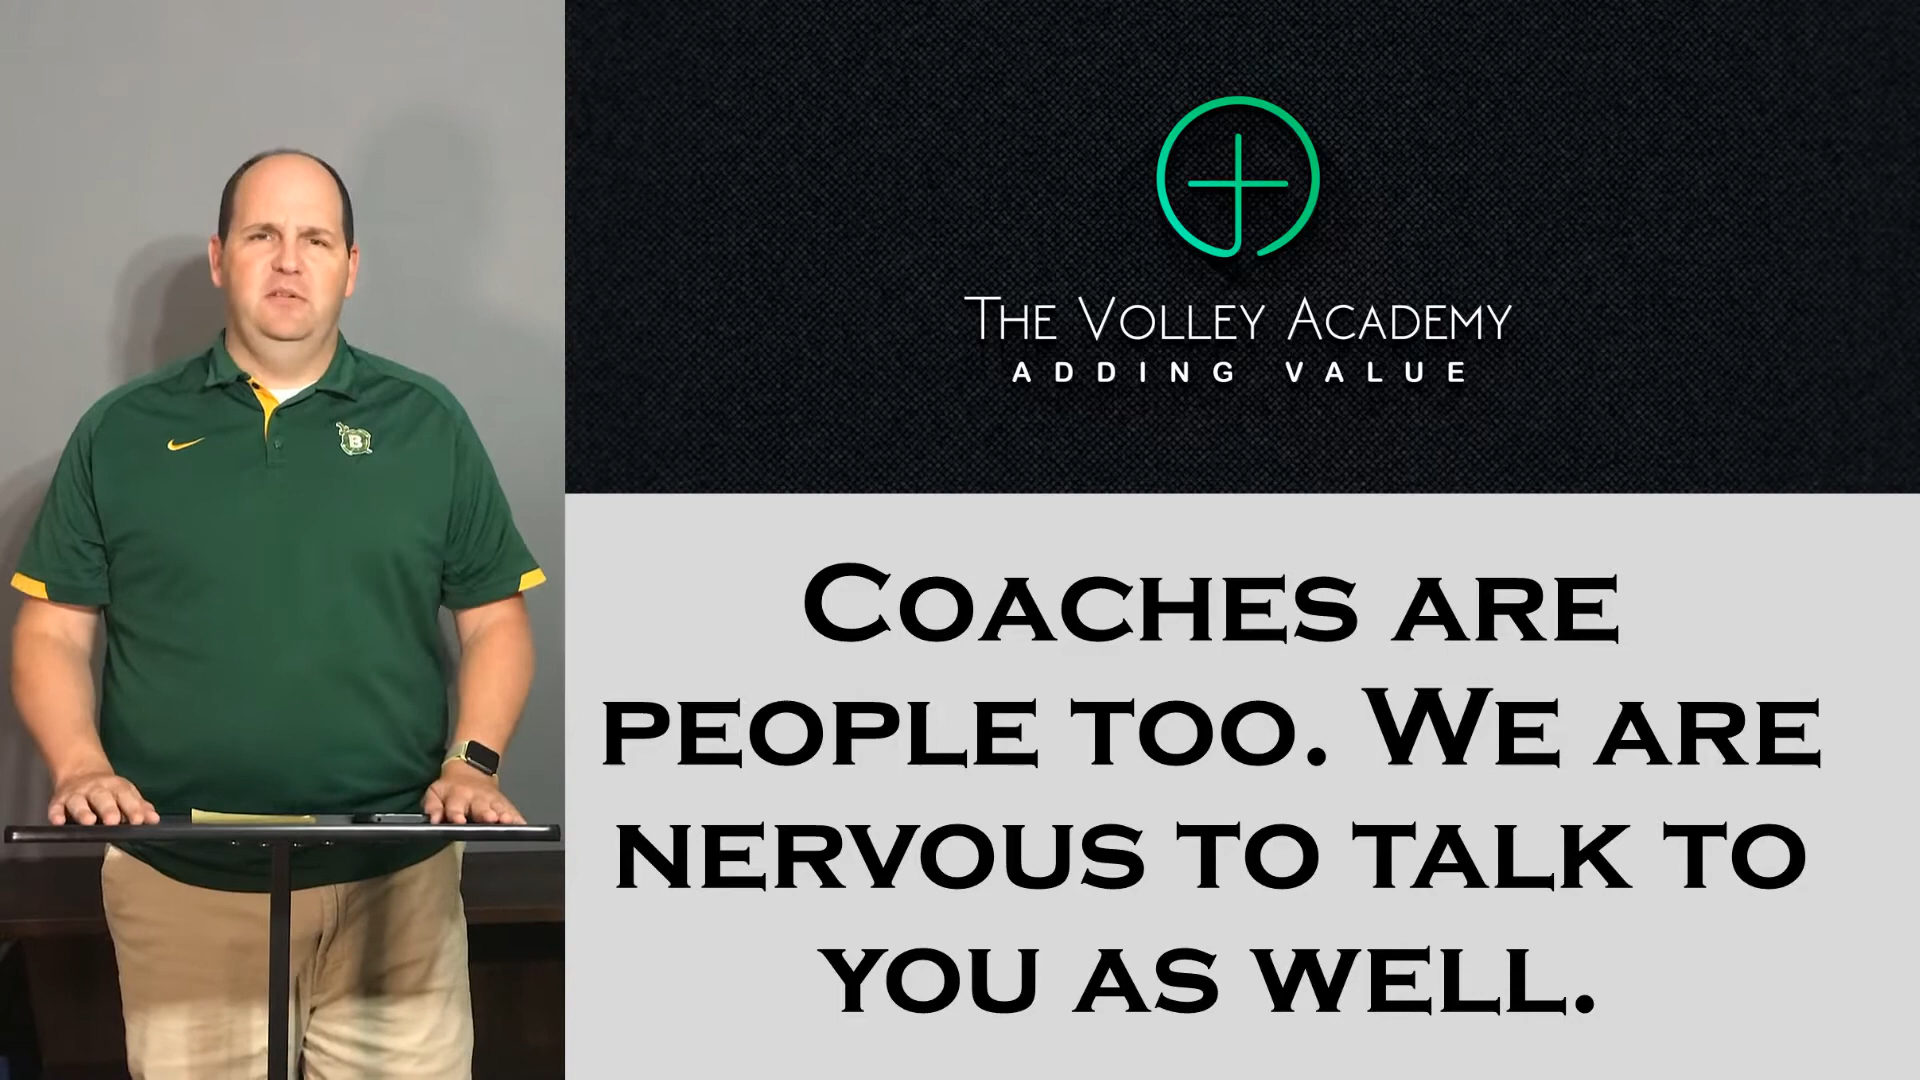 THE VOLLEY ACADEMY
ADDING VALUE
B
COACHES ARE
PEOPLE TOO. WE ARE
NERVOUS TO TALK TO
YOU AS WELL.